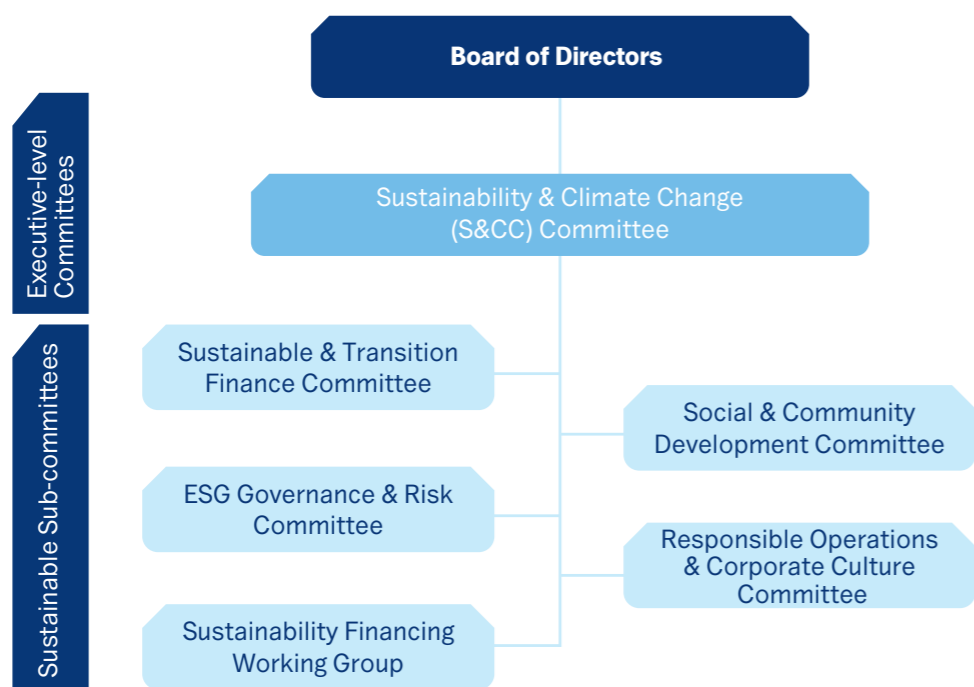 Board of Directors
Executive-level
Committees
Sustainability & Climate Change
(S&CC) Committee
Sustainable Sub-committees
Sustainable & Transition
Finance Committee
Social & Community
Development Committee
ESG Governance & Risk
Committee
Responsible Operations
& Corporate Culture
Committee
Sustainability Financing
Working Group